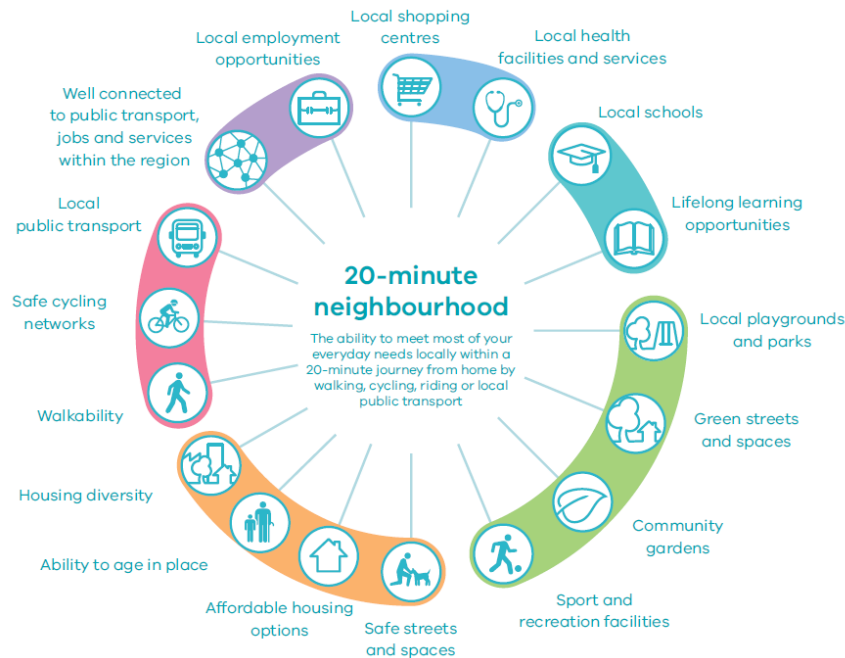 Local shopping
centres
Local health
facilities and services
Local schools
Lifelong learning
opportunities
Local playgrounds
and parks
Green streets
and spaces
Community
gardens
Sport and
recreation facilities
Safe streets
and spaces
Affordable housing
options
Ability to age in place
Housing diversity
Walkability
Safe cycling
networks
Local
public transport
Well connected
to public transport,
jobs and services
within the region
Local employment
opportunities
20-minute
neighbourhood
The ability to meet most of your
everyday needs locally within a
20-minute journey from home by
walking, cycling, riding or local
public transport